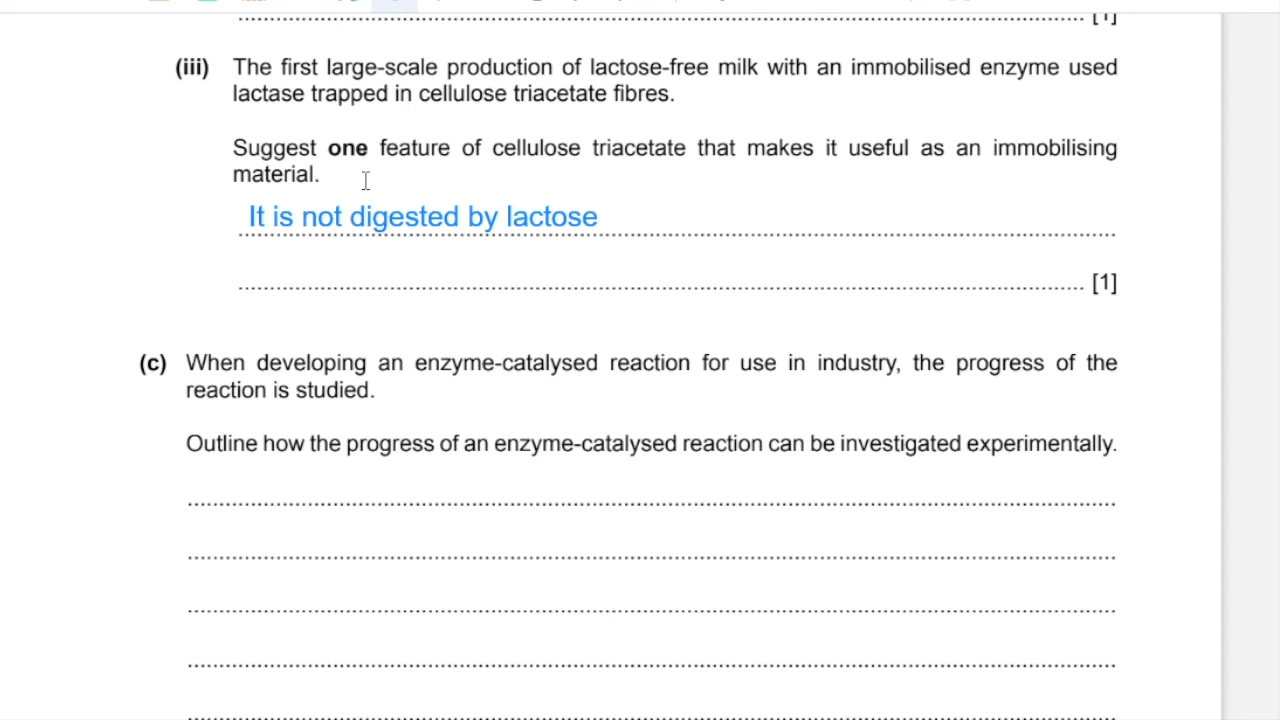 [1]
(iii) The first large-scale production of lactose-free milk with an immobilised enzyme used
lactase trapped in cellulose triacetate fibres.
Suggest one feature of cellulose triacetate that makes it useful as an immobilising
material.
It is not digested by lactose
[1]
(c) When developing an enzyme-catalysed reaction for use in industry, the progress of the
reaction is studied.
Outline how the progress of an enzyme-catalysed reaction can be investigated experimentally.